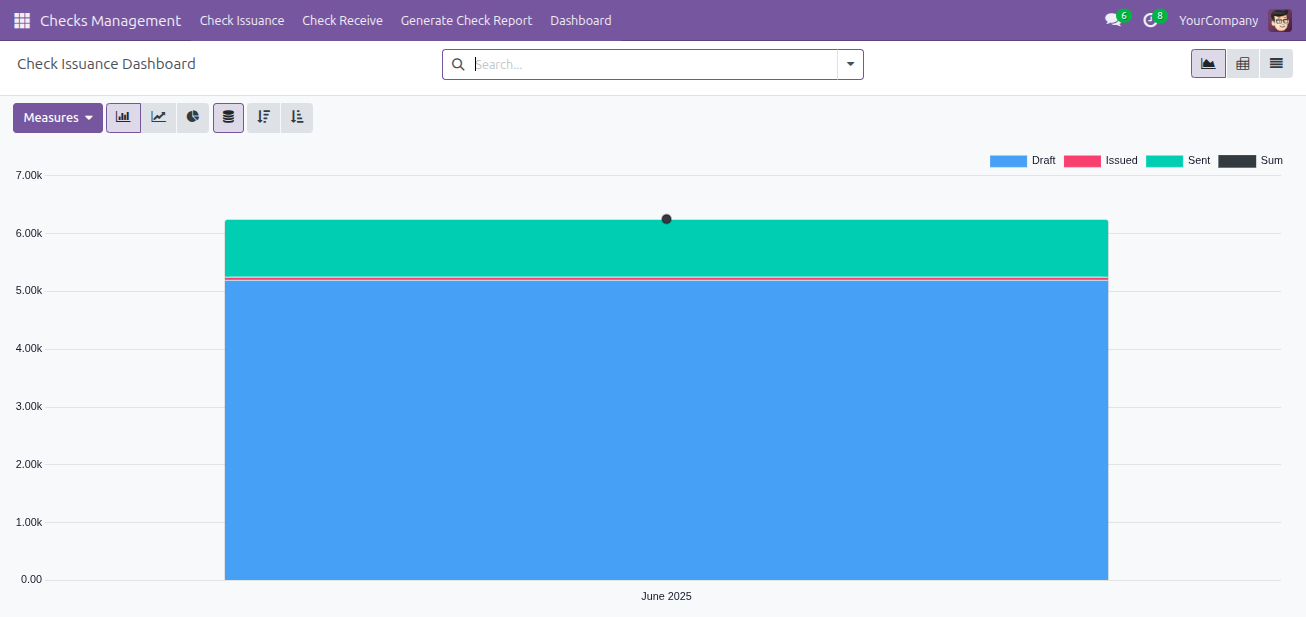 Checks Management Check Issuance Check Receive Generate Check Report Dashboard 6 8 YourCompany
Check Issuance Dashboard Search...
Measures
Draft Issued Sent Sum
7.00k
6.00k
5.00k
4.00k
3.00k
2.00k
1.00k
0.00
June 2025